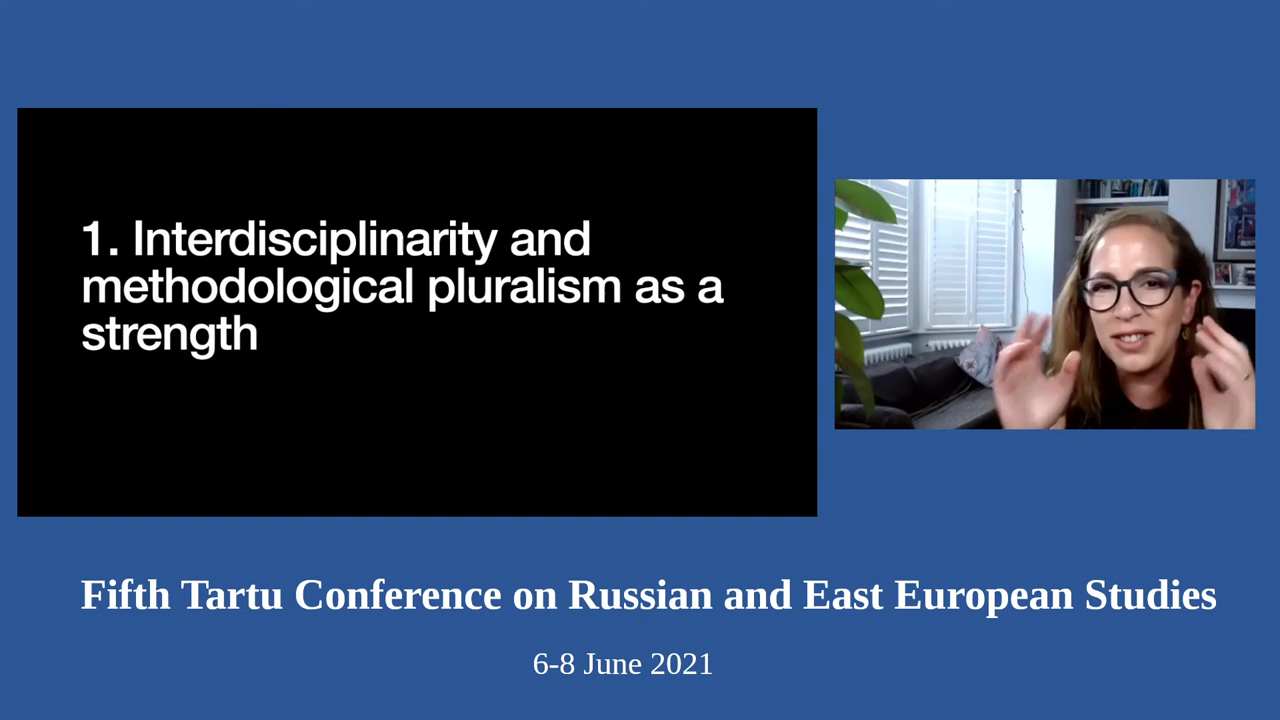 1. Interdisciplinarity and
methodological pluralism as a
strength
Fifth Tartu Conference on Russian and East European Studies
6-8 June 2021